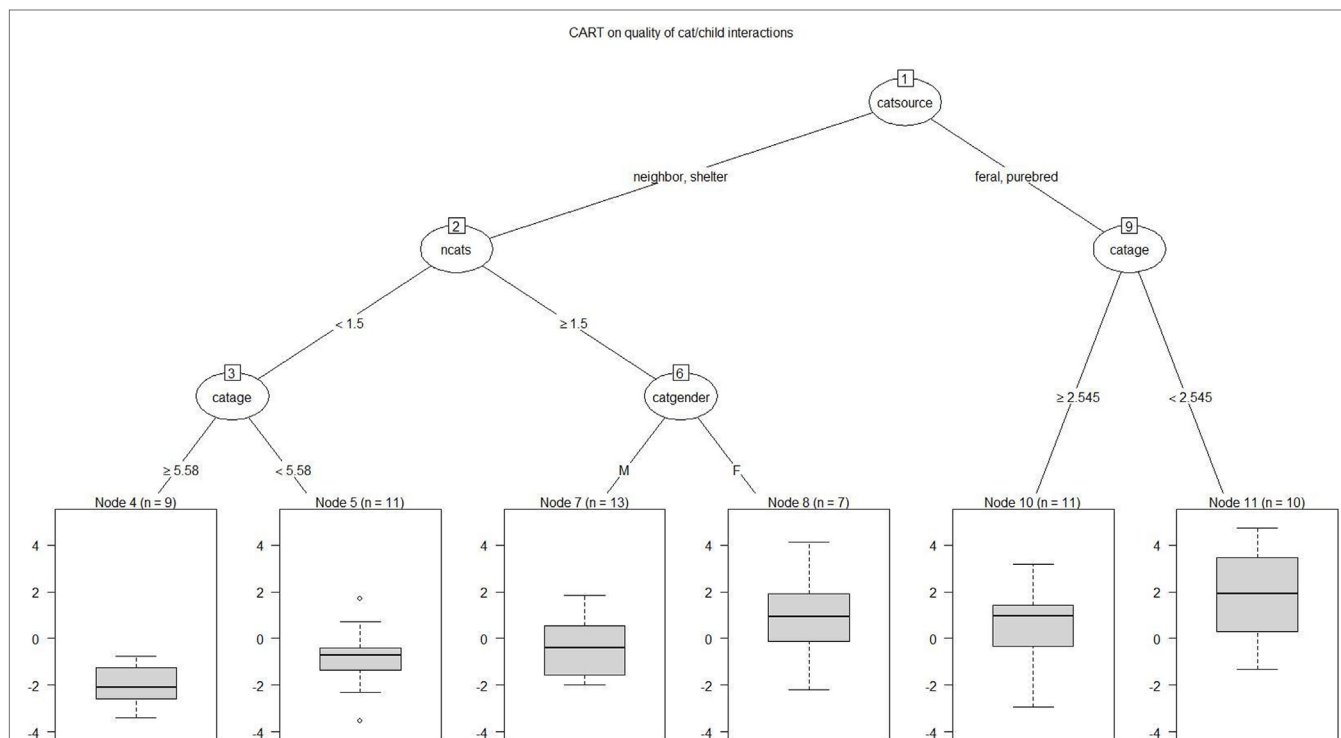 CART on quality of cat/child interactions
1
catsource
neighbor, shelter
feral, purebred
2
ncats
9
catage
< 1.5
≥ 1.5
3
catage
6
catgender
≥ 2.545
< 2.545
≥ 5.58
< 5.58
M
F
Node 4 (n = 9)
Node 5 (n = 11)
Node 7 (n = 13)
Node 8 (n = 7)
Node 10 (n = 11)
Node 11 (n = 10)
4
2
0
-2
-4
4
2
0
-2
-4
4
2
0
-2
-4
4
2
0
-2
-4
4
2
0
-2
-4
4
2
0
-2
-4